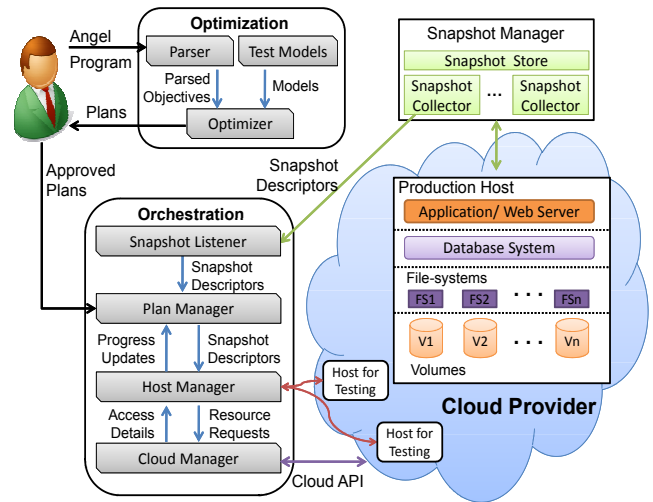 Optimization
Angel
Program
Parser
Test Models
Parsed
Objectives
Models
Plans
Optimizer
Snapshot Manager
Snapshot Store
Snapshot
Collector
...
Snapshot
Collector
Approved
Plans
Snapshot
Descriptors
Orchestration
Snapshot Listener
Snapshot
Descriptors
Plan Manager
Progress
Updates
Snapshot
Descriptors
Host Manager
Access
Details
Resource
Requests
Cloud Manager
Cloud API
Host for
Testing
Host for
Testing
Production Host
Application/ Web Server
Database System
File-systems
FS1
FS2
. . .
FSn
V1
V2
. . .
Vn
Volumes
Cloud Provider